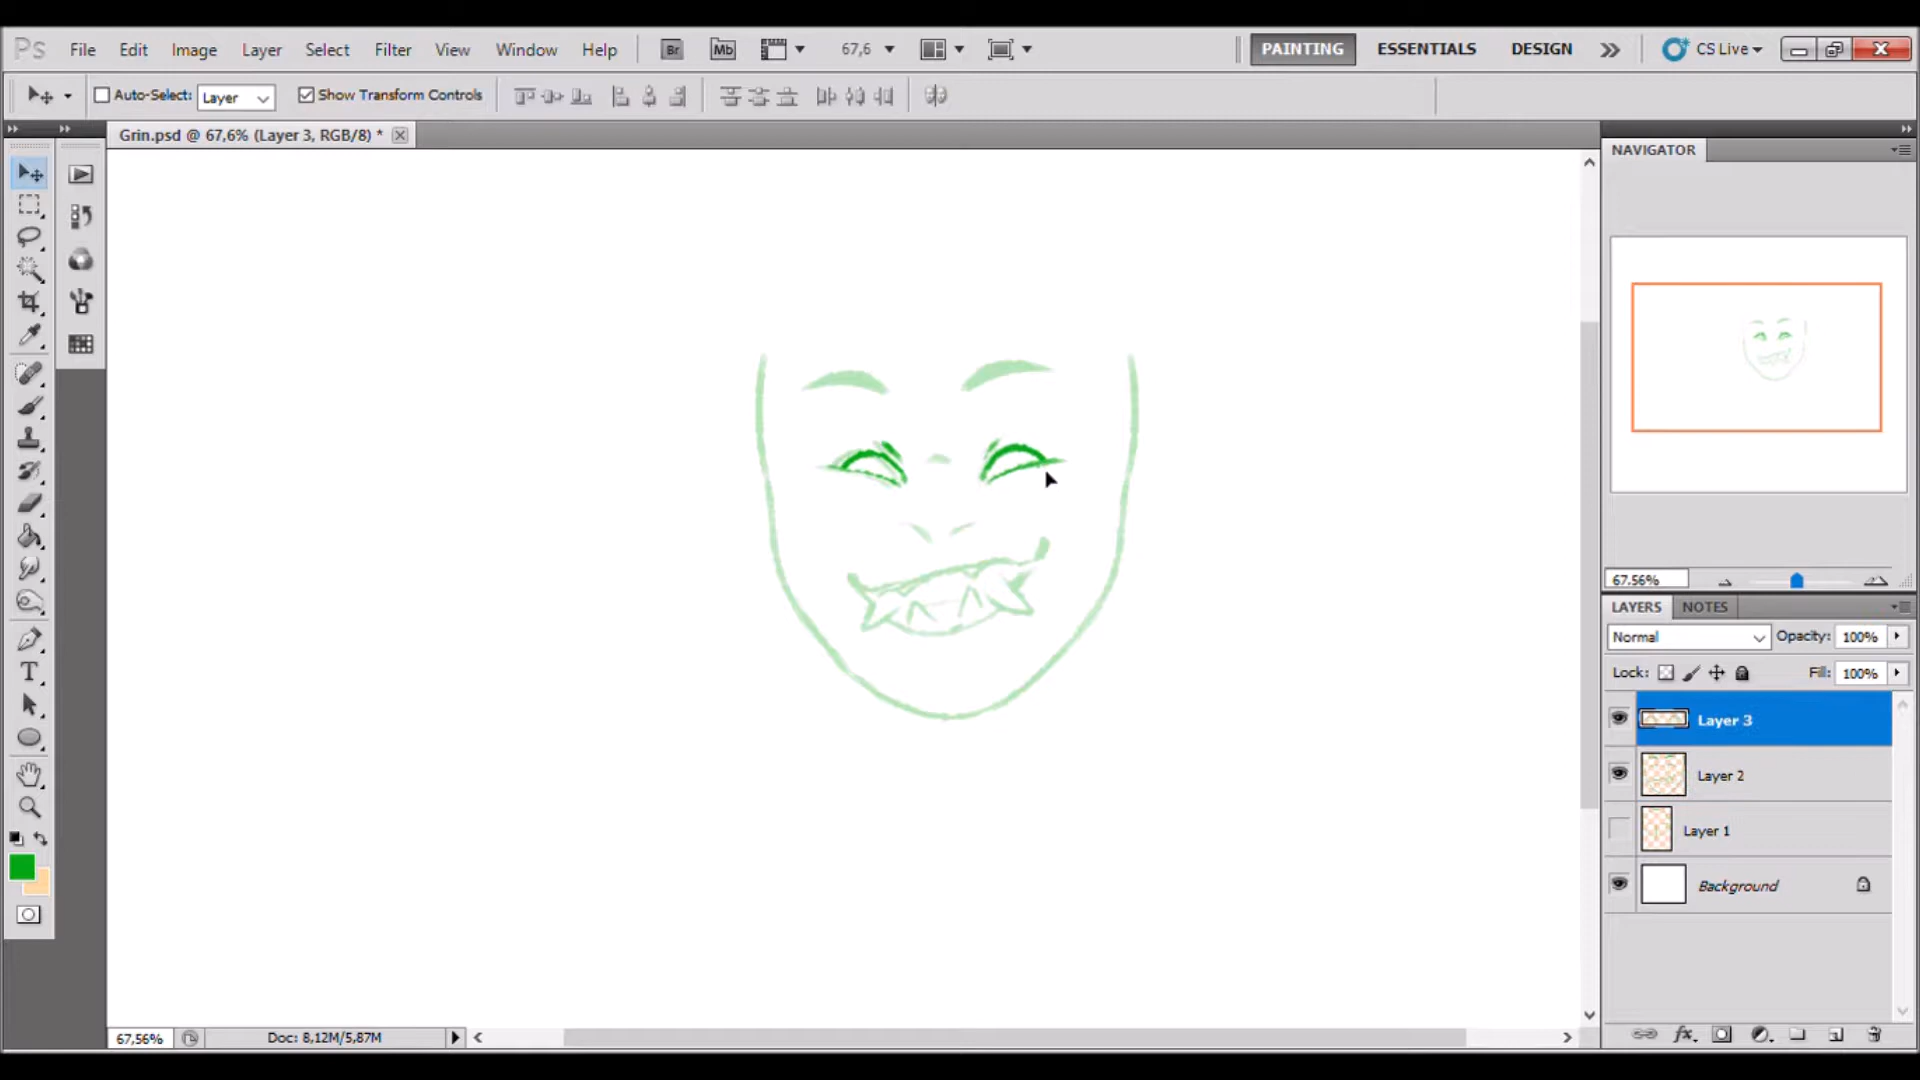 Ps File Edit Image Layer Select Filter View Window Help Br Mb 67,6 PAINTING ESSENTIALS DESIGN CS Live
Auto-Select: Layer Show Transform Controls
Grin.psd @ 67,6% (Layer 3, RGB/8) *
NAVIGATOR
67.56%
LAYERS NOTES
Normal Opacity: 100%
Lock: Fill: 100%
Layer 3
Layer 2
Layer 1
Background
T
67,56% Doc: 8,12M/5,87M
fx